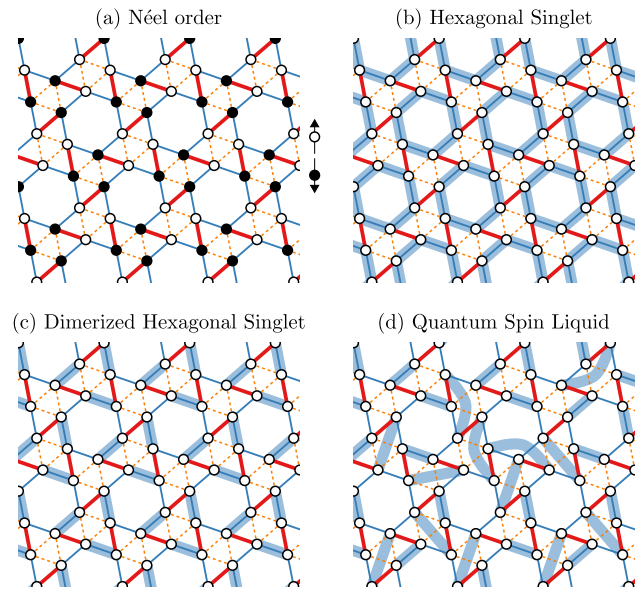 (a) Néel order
(b) Hexagonal Singlet
(c) Dimerized Hexagonal Singlet
(d) Quantum Spin Liquid